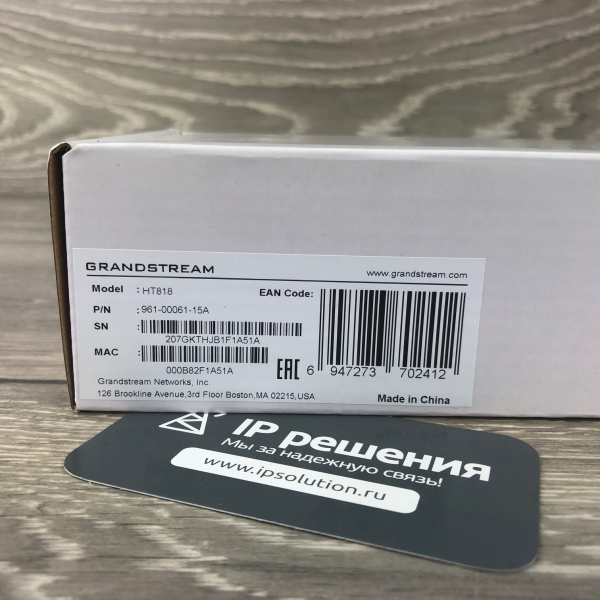 GRANDSTREAM
www.grandstream.com
Model : HT818
EAN Code:
P/N : 961-00061-15A
SN :
207GKTHJB1F1A51A
MAC :
000B82F1A51A
EAC
6 947273 702412
Grandstream Networks, Inc.
126 Brookline Avenue,3rd Floor Boston,MA 02215,USA
Made in China
IP решения
Мы за надежную связь!
www.ipsolution.ru